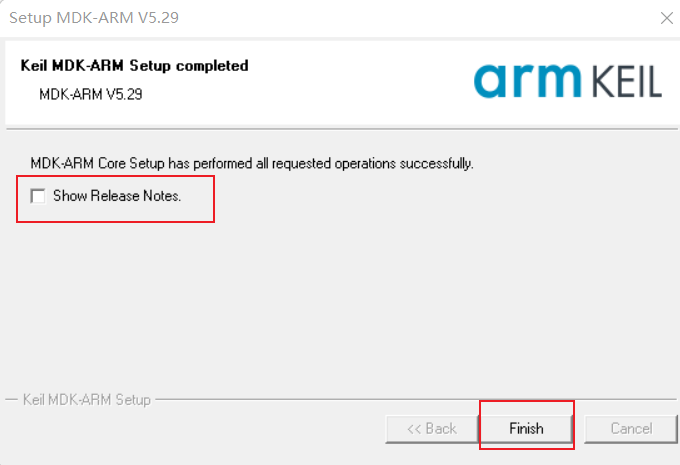 Setup MDK-ARM V5.29
Keil MDK-ARM Setup completed
MDK-ARM V5.29
arm KEIL
MDK-ARM Core Setup has performed all requested operations successfully.
Show Release Notes.
Keil MDK-ARM Setup
<< Back
Finish
Cancel